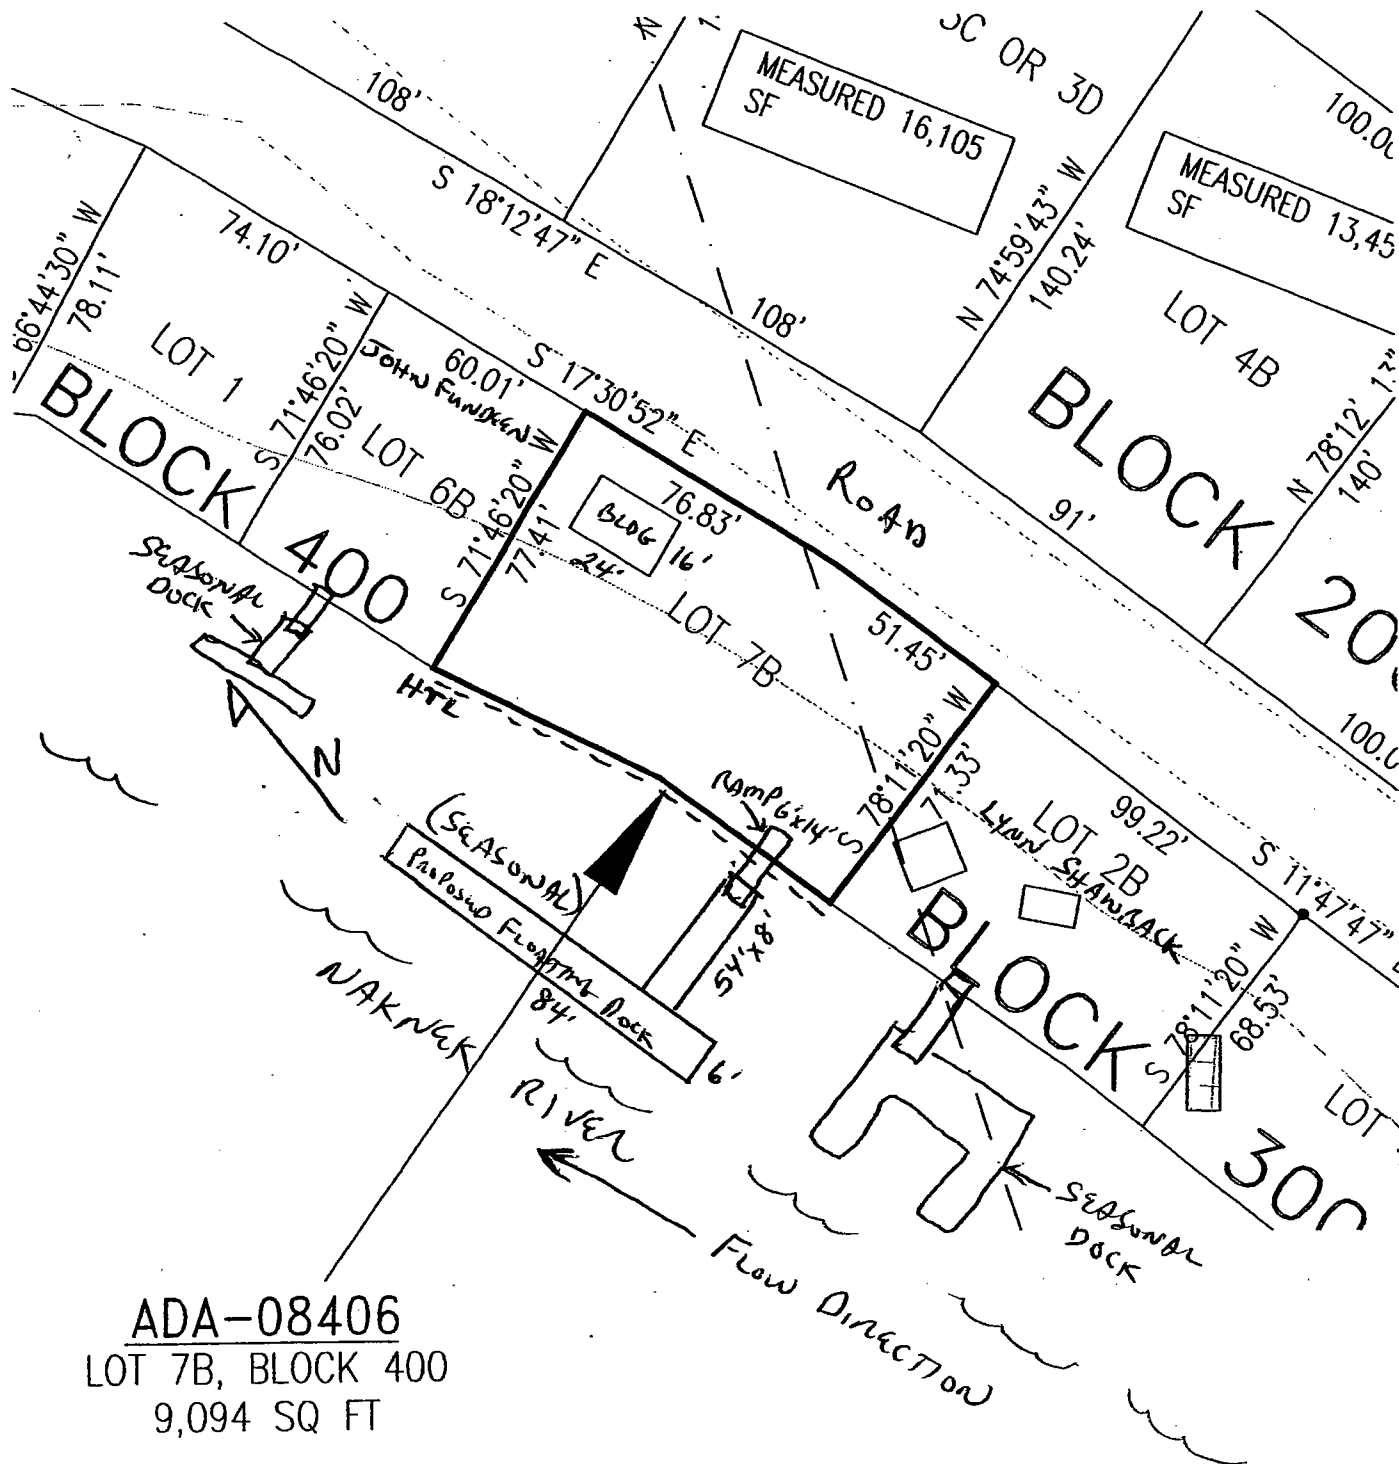 108'
S 18°12'47" E
108'
N
MEASURED 16,105
SF
3C OR 3D
N 74°59'43" W
140.24'
MEASURED 13,45
SF
100.0
LOT 4B
BLOCK
200
N 78°12' 13"
140'
91'
100.0
66°44'30" W
78.11'
74.10'
LOT 1
S 71°46'20" W
76.02'
BLOCK
400
JOHN FUNDEEN
60.01'
S 17°30'52" E
LOT 6B
S 71°46'20" W
77.41'
76.83'
BLDG
16'
24'
LOT 7B
51.45'
ROAD
S 78°11'20" W
71.33'
LYNN SHAWBACK
LOT 2B
99.22'
S 11°47'47"
BLOCK
300
S 78°11'20" W
68.53'
LOT
SEASONAL
DOCK
HTL
N
(SEASONAL)
PROPOSED FLOATING DOCK
84'
6'
RAMP 6'x14'
54'x8'
NAKNEK
RIVER
FLOW DIRECTION
SEASONAL
DOCK
ADA-08406
LOT 7B, BLOCK 400
9,094 SQ FT